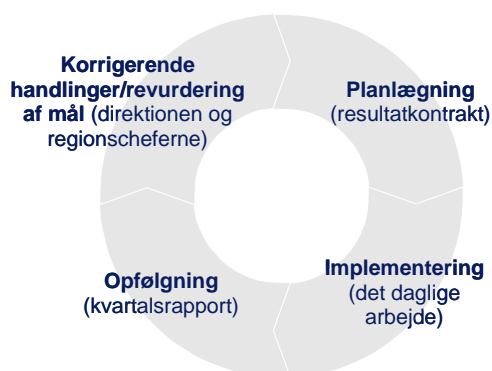 Korrigerende
handlinger/revurdering
af mål (direktionen og
regionscheferne)
Planlægning
(resultatkontrakt)
Implementering
(det daglige
arbejde)
Opfølgning
(kvartalsrapport)